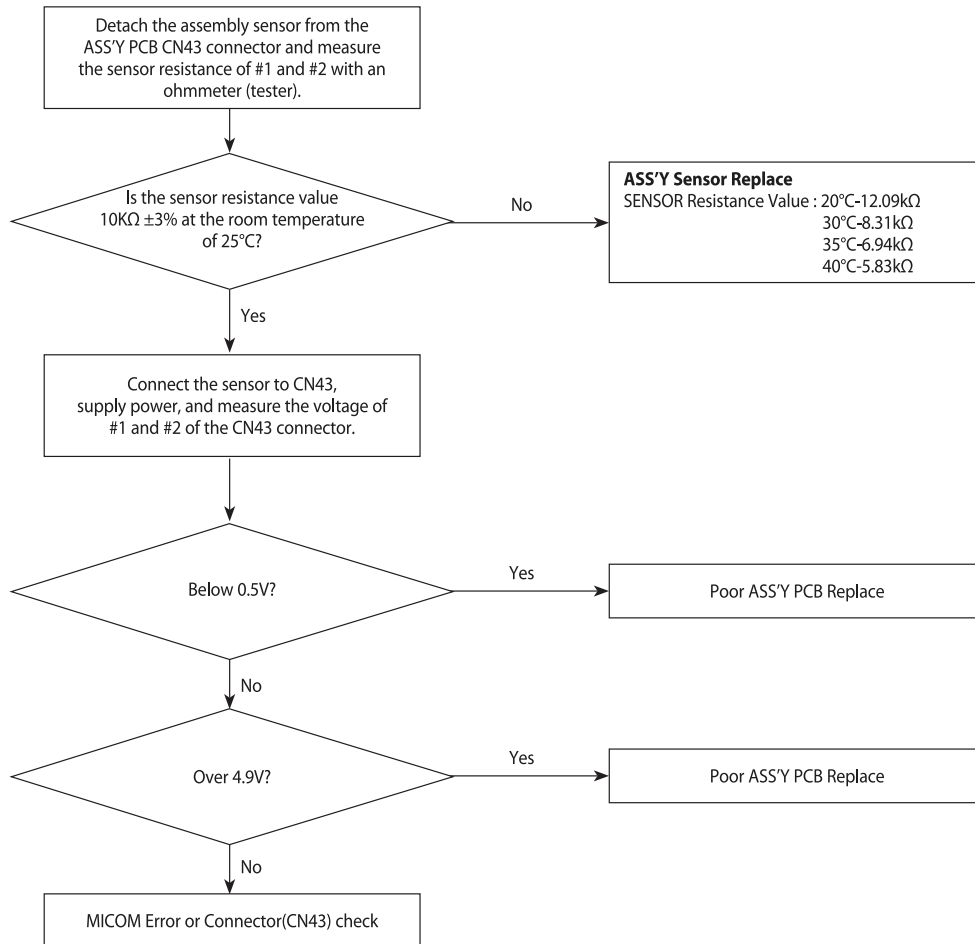 Detach the assembly sensor from the
ASS'Y PCB CN43 connector and measure
the sensor resistance of #1 and #2 with an
ohmmeter (tester).
Is the sensor resistance value
10KΩ ±3% at the room temperature
of 25°C?
No
ASS'Y Sensor Replace
SENSOR Resistance Value : 20°C-12.09kΩ
30°C-8.31kΩ
35°C-6.94kΩ
40°C-5.83kΩ
Yes
Connect the sensor to CN43,
supply power, and measure the voltage of
#1 and #2 of the CN43 connector.
Below 0.5V?
Yes
Poor ASS'Y PCB Replace
No
Over 4.9V?
Yes
Poor ASS'Y PCB Replace
No
MICOM Error or Connector(CN43) check